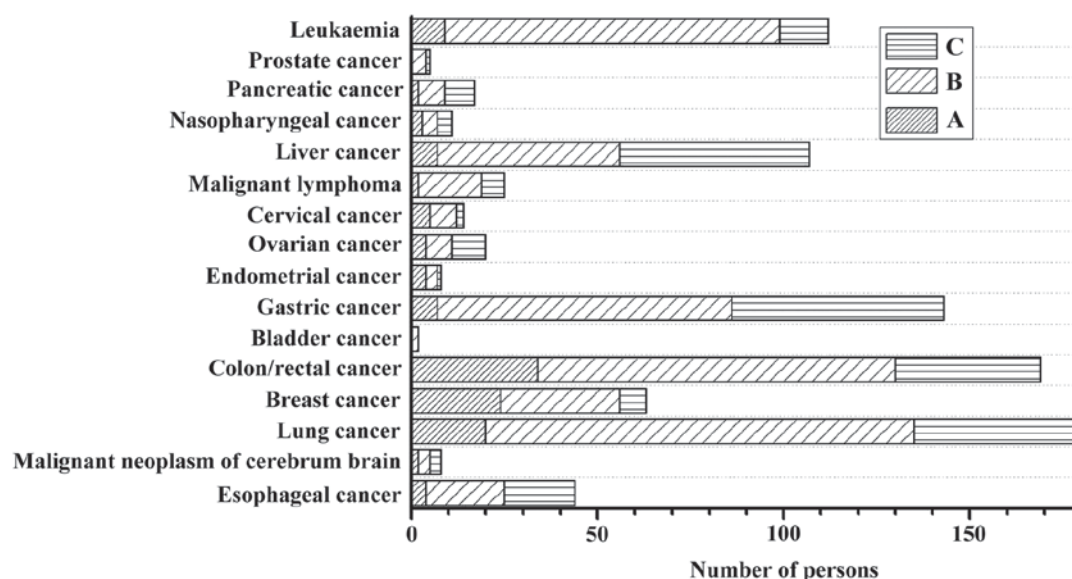 Leukaemia
Prostate cancer
Pancreatic cancer
Nasopharyngeal cancer
Liver cancer
Malignant lymphoma
Cervical cancer
Ovarian cancer
Endometrial cancer
Gastric cancer
Bladder cancer
Colon/rectal cancer
Breast cancer
Lung cancer
Malignant neoplasm of cerebrum brain
Esophageal cancer
C
B
A
0 50 100 150
Number of persons